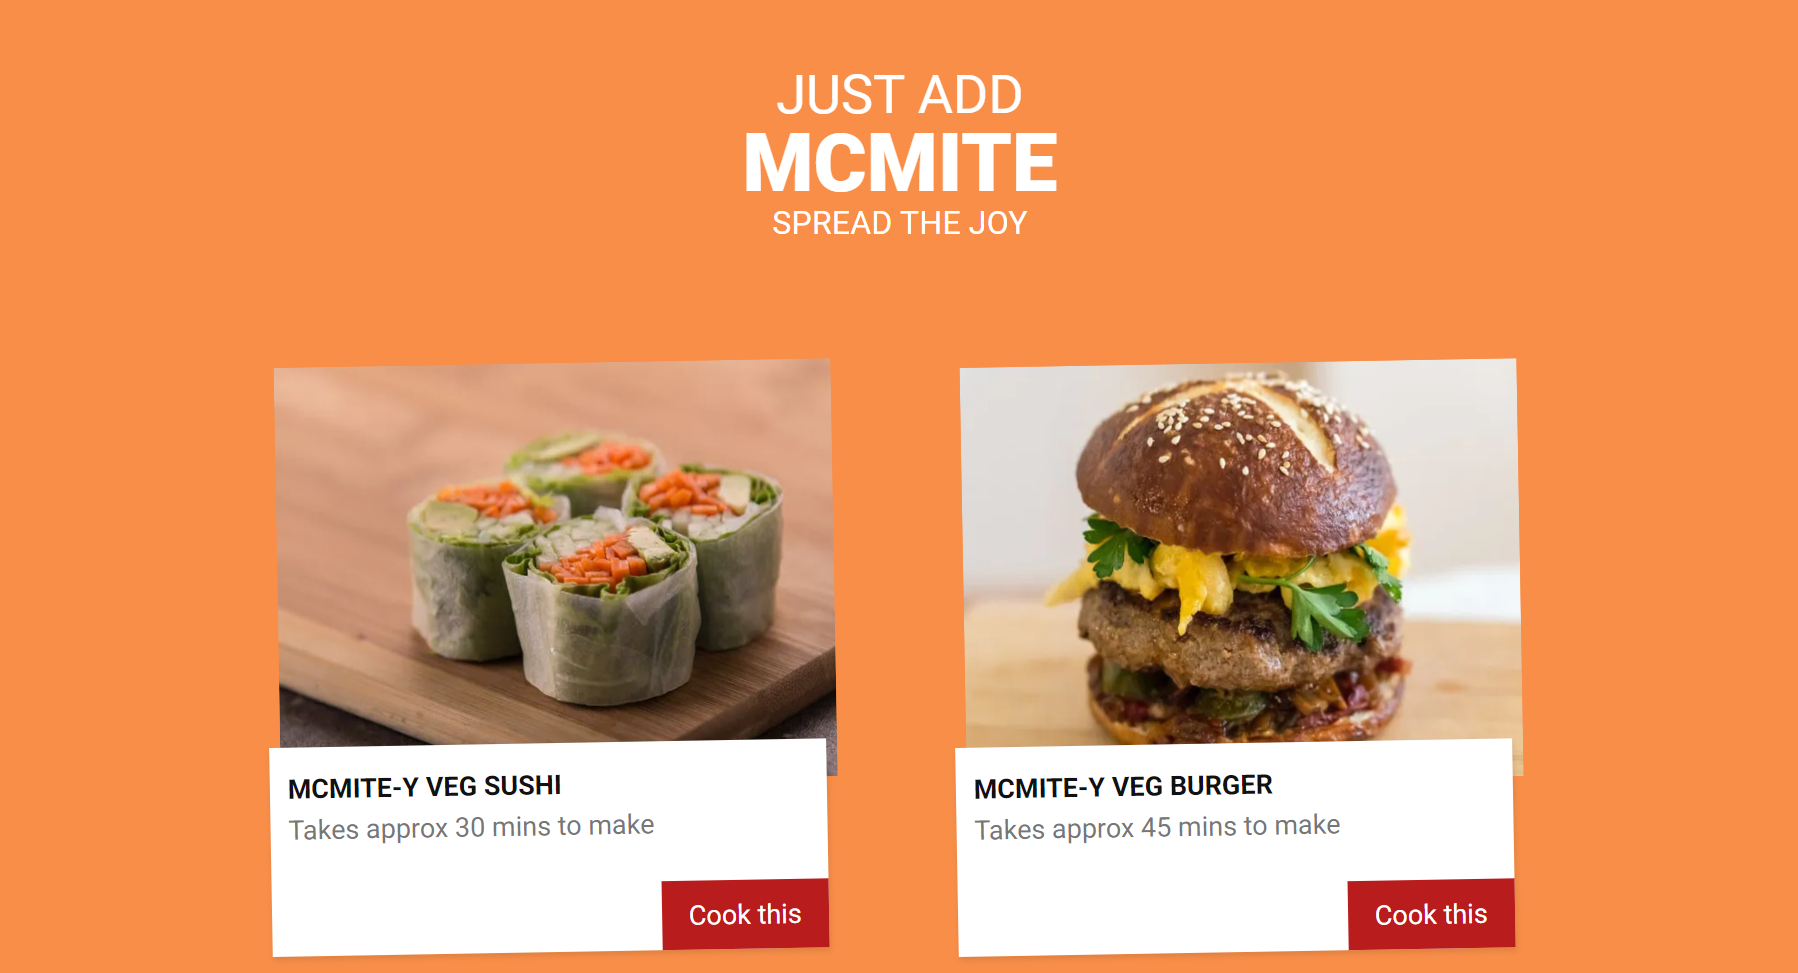 JUST ADD
MCMITE
SPREAD THE JOY
MCMITE-Y VEG SUSHI
Takes approx 30 mins to make
Cook this
MCMITE-Y VEG BURGER
Takes approx 45 mins to make
Cook this